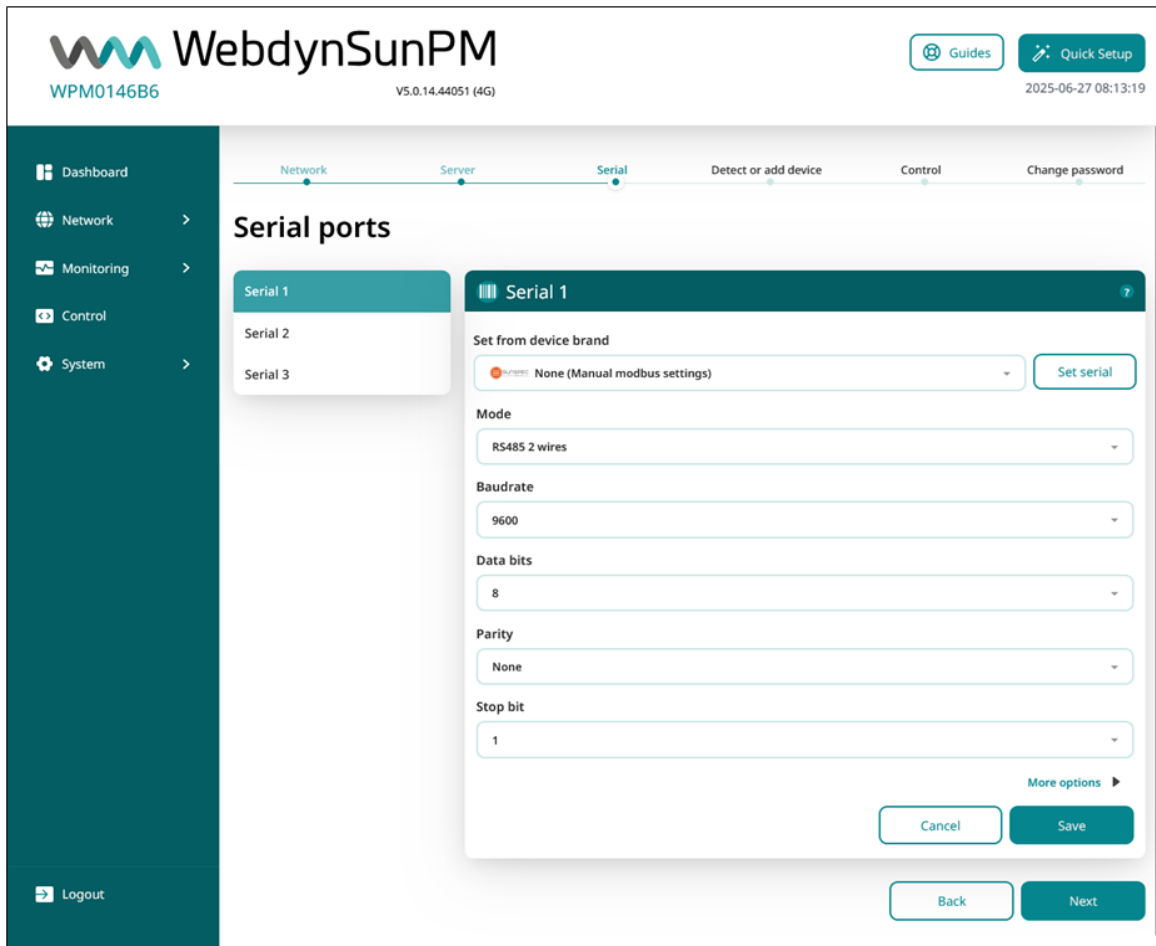 WebdynSunPM
WPM0146B6
V5.0.14.44051 (4G)
Guides
Quick Setup
2025-06-27 08:13:19
Dashboard
Network
Monitoring
Control
System
Logout
Network
Server
Serial
Detect or add device
Control
Change password
Serial ports
Serial 1
Serial 2
Serial 3
Serial 1
?
Set from device brand
None (Manual modbus settings)
Set serial
Mode
RS485 2 wires
Baudrate
9600
Data bits
8
Parity
None
Stop bit
1
More options
Cancel
Save
Back
Next